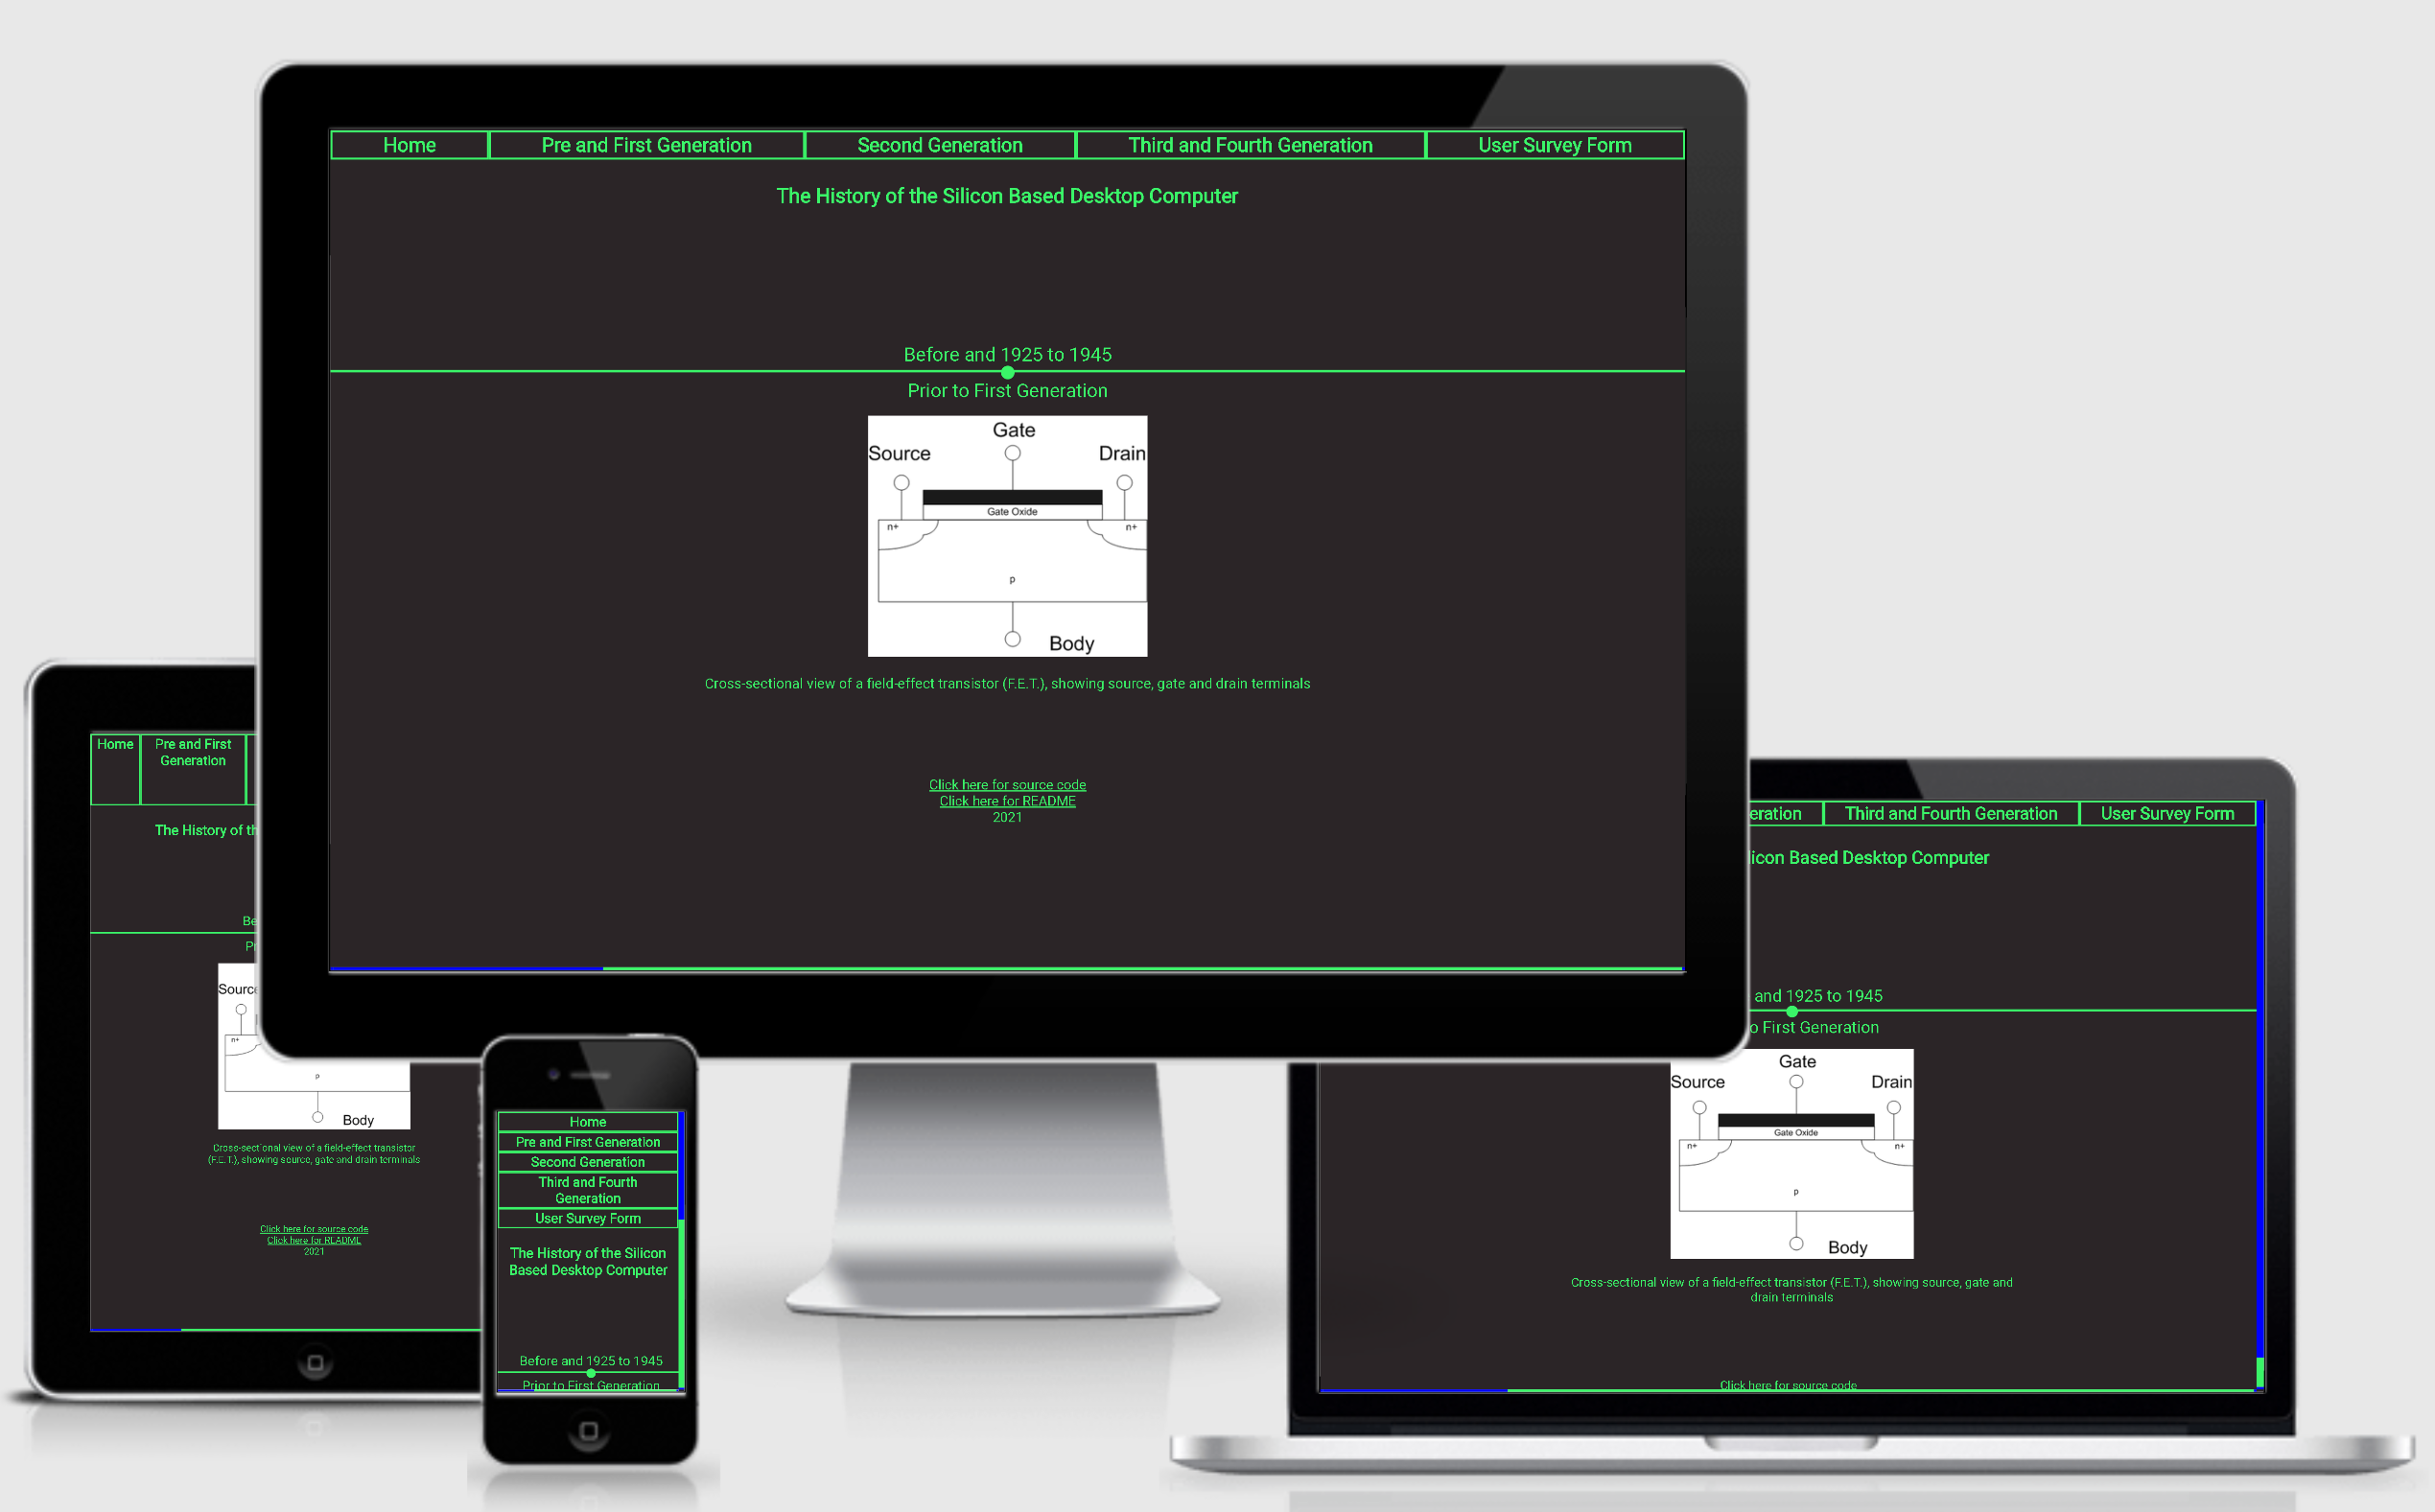 Home
Pre and First Generation
Second Generation
Third and Fourth Generation
User Survey Form
The History of the Silicon Based Desktop Computer
Before and 1925 to 1945
Prior to First Generation
Gate
Source
Drain
Gate Oxide
n+
n+
p
Body
Cross-sectional view of a field-effect transistor (F.E.T.), showing source, gate and drain terminals
Click here for source code
Click here for README
2021
Home
Pre and First
Generation
The History of th
Be
Pr
Source
n+
p
Body
Cross-sectional view of a field-effect transistor
(F.E.T.), showing source, gate and drain terminals
Click here for source code
Click here for README
2021
Home
Pre and First Generation
Second Generation
Third and Fourth
Generation
User Survey Form
The History of the Silicon
Based Desktop Computer
Before and 1925 to 1945
Prior to First Generation
eration
Third and Fourth Generation
User Survey Form
icon Based Desktop Computer
and 1925 to 1945
o First Generation
Gate
Source
Drain
Gate Oxide
n+
n+
p
Body
Cross-sectional view of a field-effect transistor (F.E.T.), showing source, gate and
drain terminals
Click here for source code